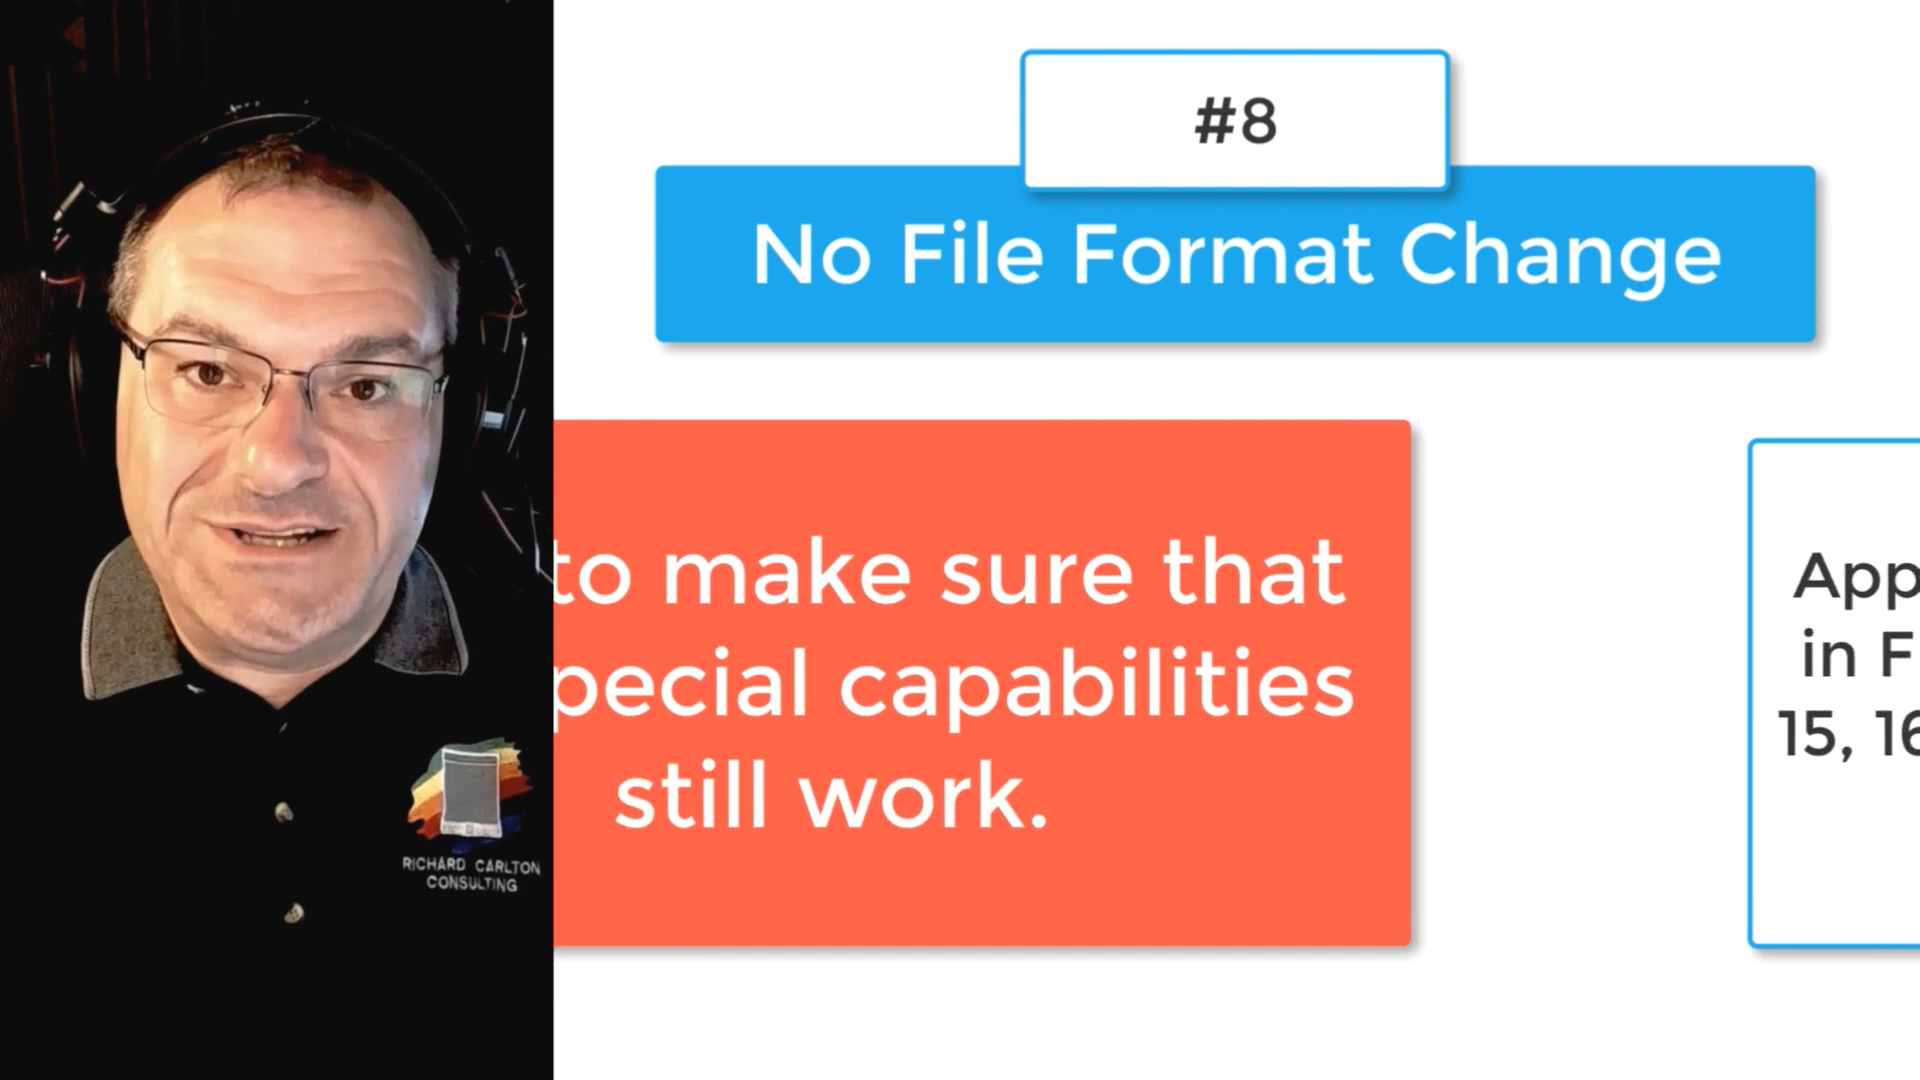 #8
No File Format Change
to make sure that
pecial capabilities
still work.
App
in F
15, 16
RICHARD CARLTON
CONSULTING